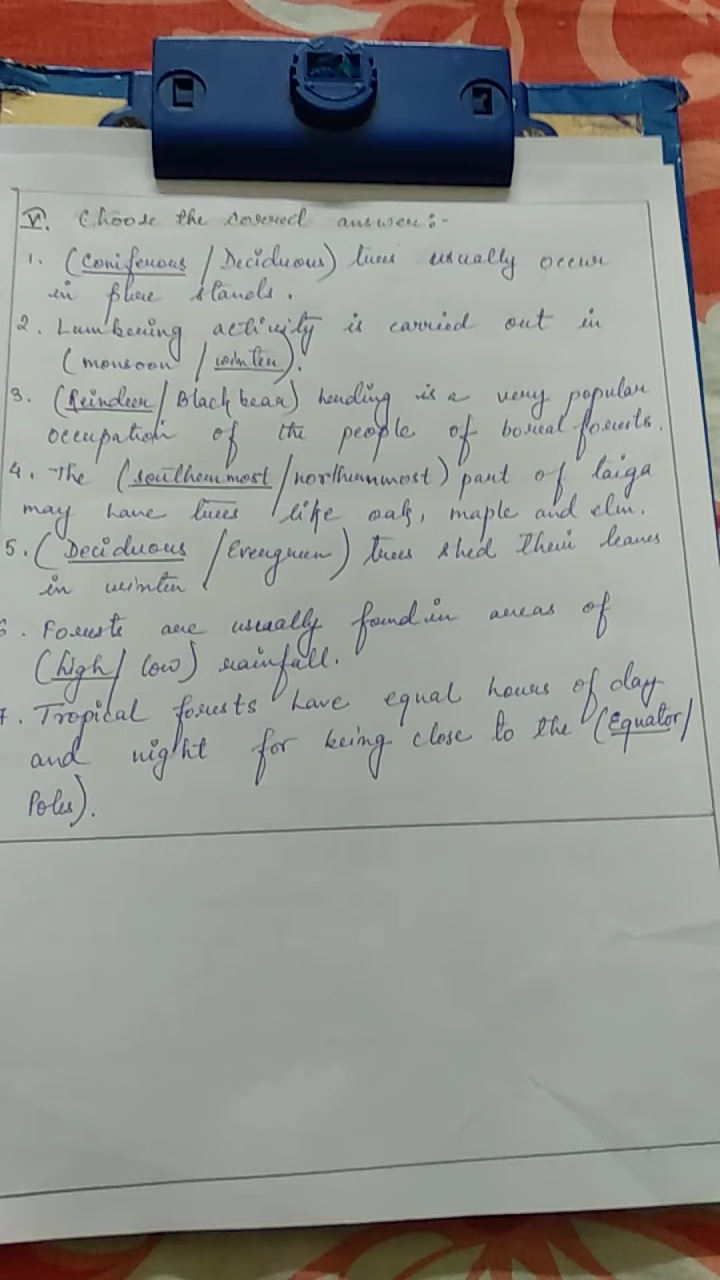 V. Choose the correct answer:-
1. (Coniferous / Deciduous) trees usually occur
in pure stands.
2. Lumbering activity is carried out in
(monsoon / winter).
3. (Reindeer / Black bear) herding is a very popular
occupation of the people of boreal forests.
4. The (southernmost / northernmost) part of taiga
may have trees like oak, maple and elm.
5. (Deciduous / Evergreen) trees shed their leaves
in winter
6. Forests are usually found in areas of
(high / low) rainfall.
7. Tropical forests have equal hours of day
and night for being close to the (Equator /
Poles).